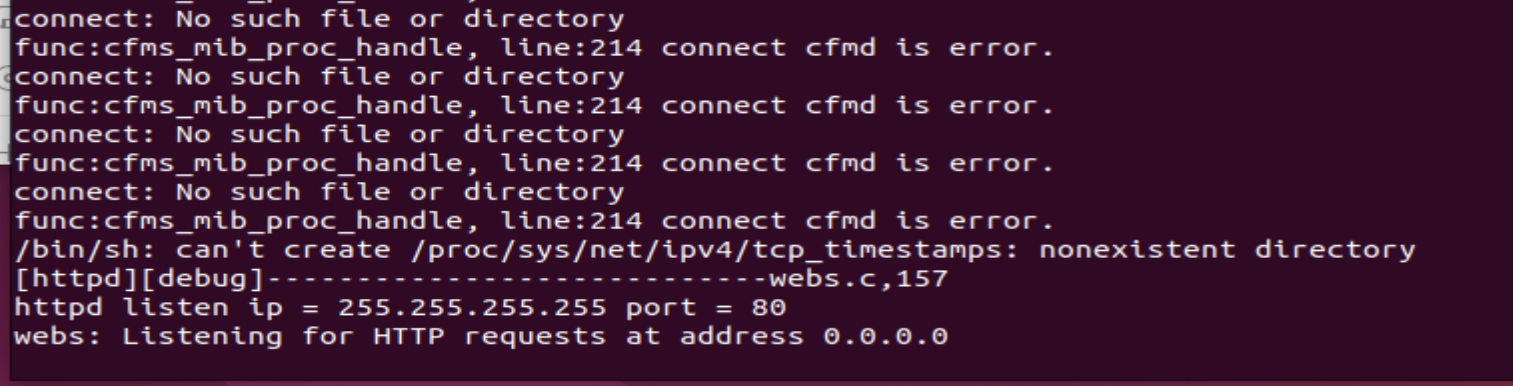 connect: No such file or directory
func:cfms_mib_proc_handle, line:214 connect cfmd is error.
connect: No such file or directory
func:cfms_mib_proc_handle, line:214 connect cfmd is error.
connect: No such file or directory
func:cfms_mib_proc_handle, line:214 connect cfmd is error.
connect: No such file or directory
func:cfms_mib_proc_handle, line:214 connect cfmd is error.
/bin/sh: can't create /proc/sys/net/ipv4/tcp_timestamps: nonexistent directory
[httpd][debug]----------------------------webs.c,157
httpd listen ip = 255.255.255.255 port = 80
webs: Listening for HTTP requests at address 0.0.0.0